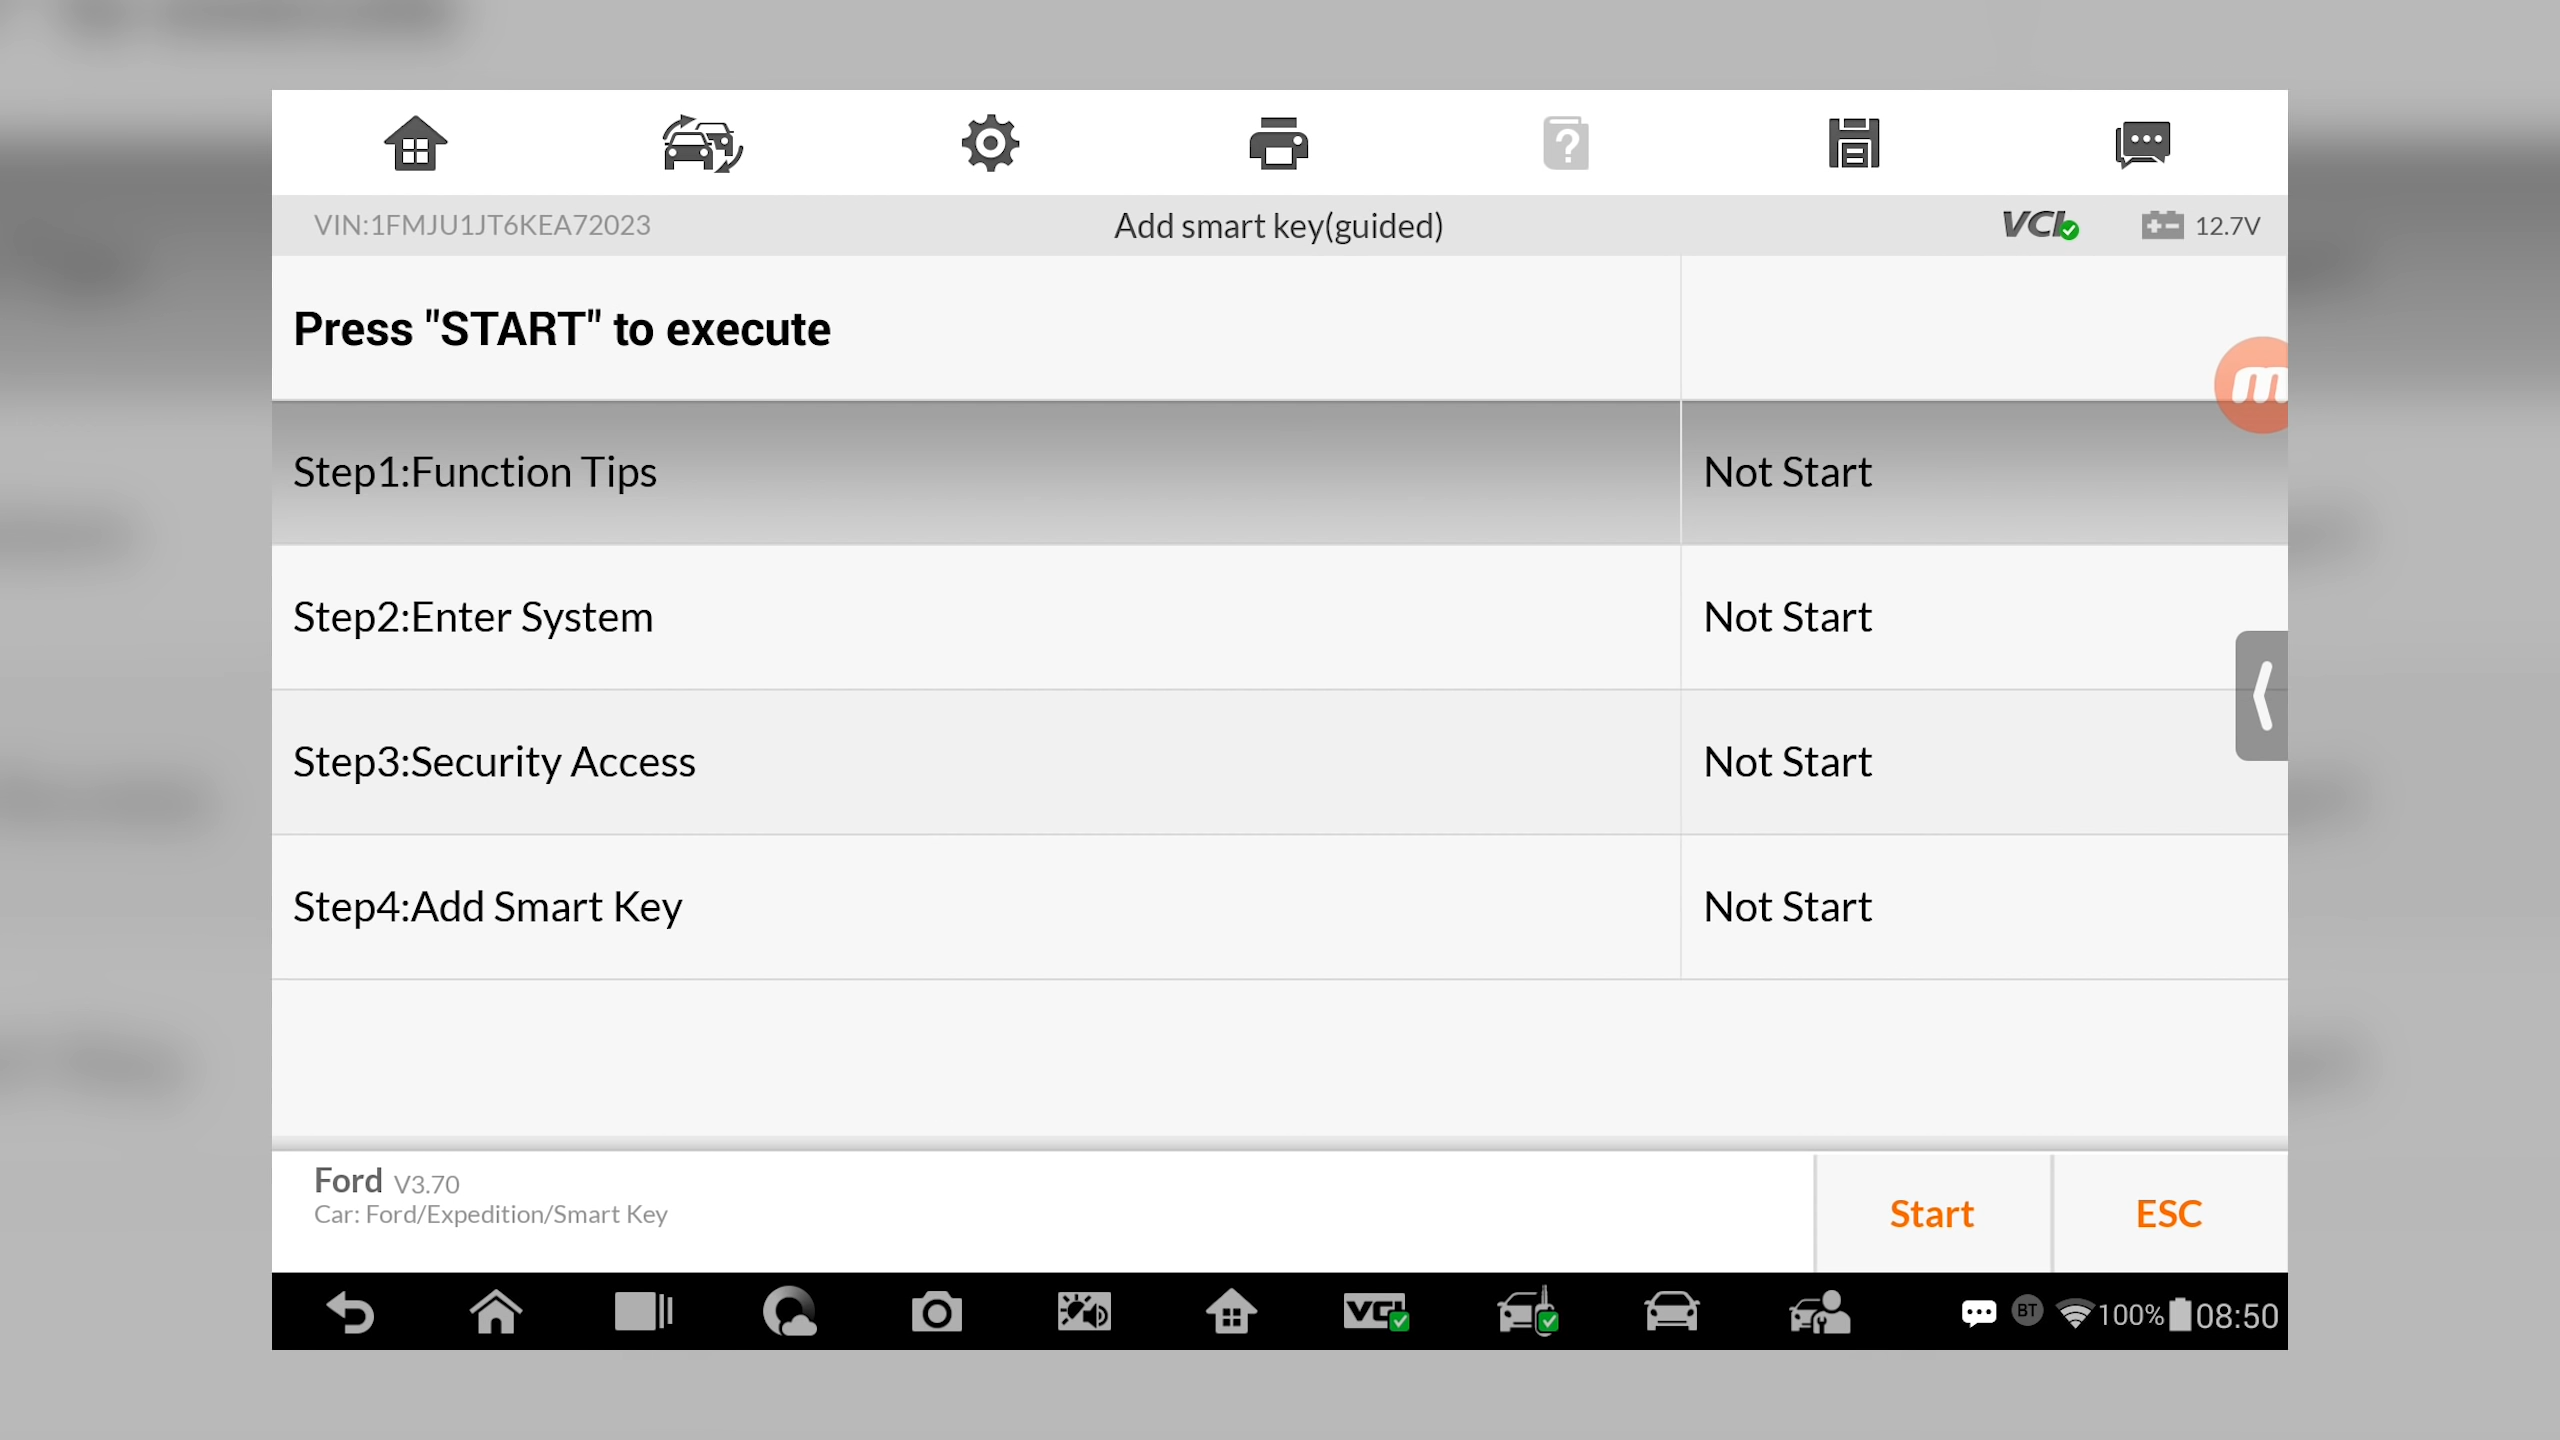 VIN:1FMJU1JT6KEA72023
Add smart key(guided)
VCI
12.7V
Press "START" to execute
Step1:Function Tips
Not Start
Step2:Enter System
Not Start
Step3:Security Access
Not Start
Step4:Add Smart Key
Not Start
Ford V3.70
Car: Ford/Expedition/Smart Key
Start
ESC
VCI
BT
100%
08:50